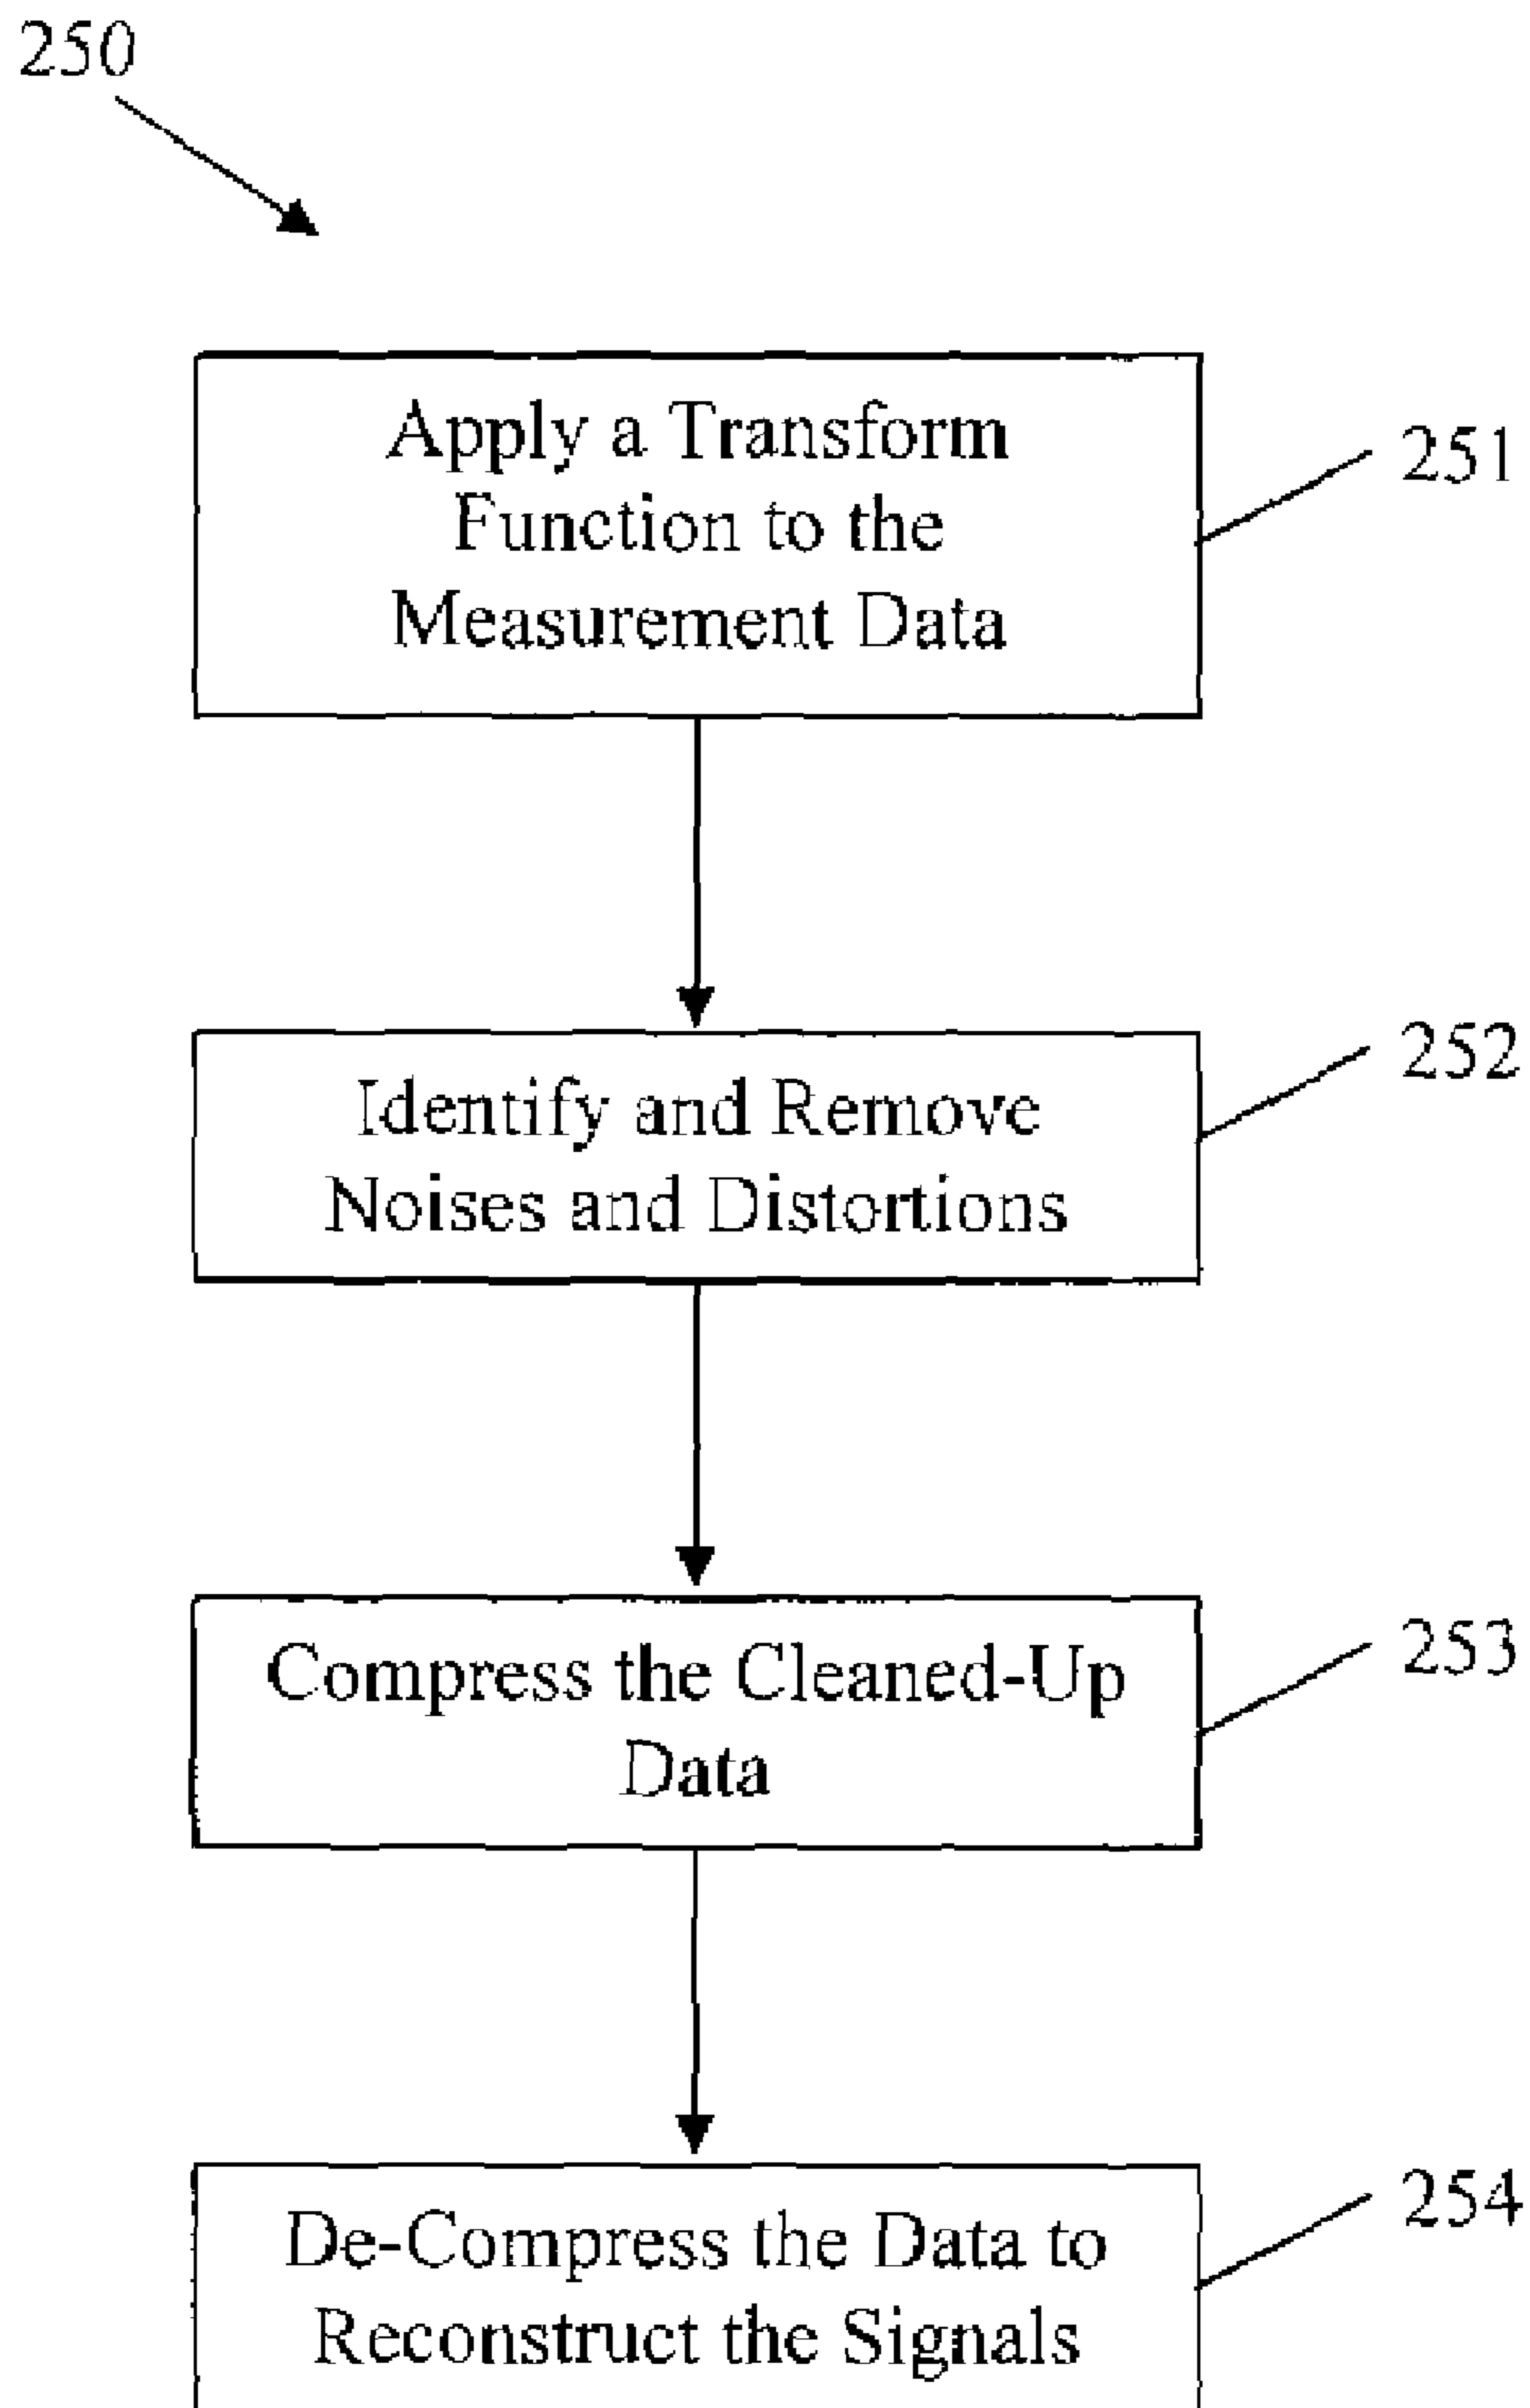 250
Apply a Transform
Function to the
Measurement Data
251
Identify and Remove
Noises and Distortions
252
Compress the Cleaned-Up
Data
253
De-Compress the Data to
Reconstruct the Signals
254